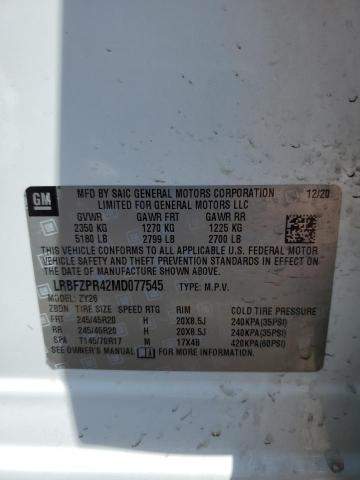 GM
MFD BY SAIC GENERAL MOTORS CORPORATION 12/20
LIMITED FOR GENERAL MOTORS LLC
GVWR GAWR FRT GAWR RR
2350 KG 1270 KG 1225 KG
5180 LB 2799 LB 2700 LB
THIS VEHICLE CONFORMS TO ALL APPLICABLE U.S. FEDERAL MOTOR
VEHICLE SAFETY AND THEFT PREVENTION STANDARDS IN EFFECT ON
THE DATE OF MANUFACTURE SHOWN ABOVE.
LRBFZPR42MD077545 TYPE: M.P.V.
MODEL: ZY26
ZBDN TIRE SIZE SPEED RTG RIM COLD TIRE PRESSURE
FRT 245/45R20 H 20X8.5J 240KPA(35PSI)
RR 245/45R20 H 20X8.5J 240KPA(35PSI)
SPA T145/70R17 M 17X4B 420KPA(60PSI)
SEE OWNER'S MANUAL FOR ADDITIONAL INFORMATION.